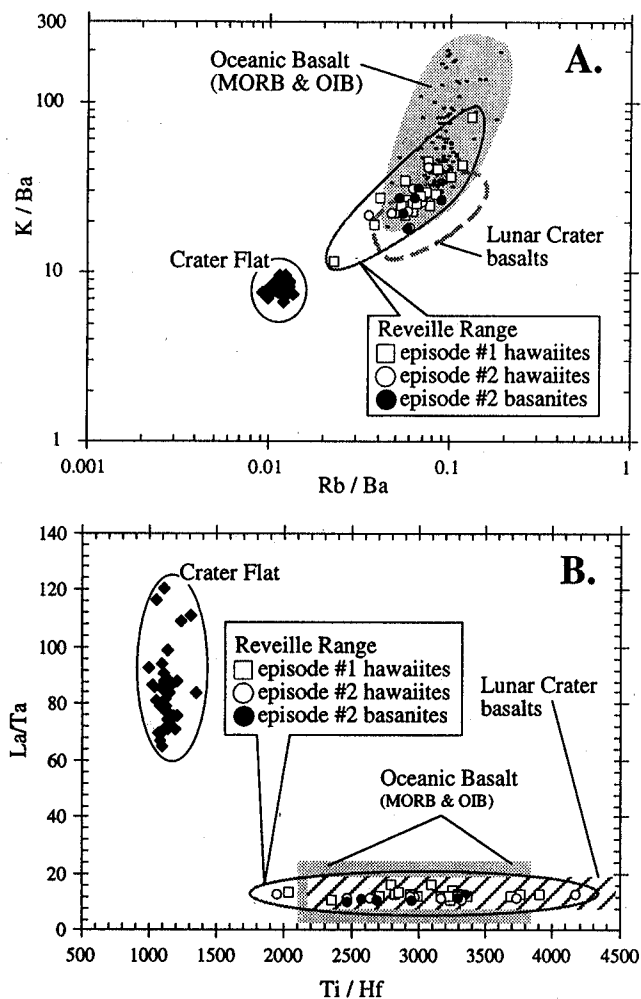 300
100
10
1
K / Ba
0.001
0.01
0.1
1
Rb / Ba
A.
Oceanic Basalt
(MORB & OIB)
Crater Flat
Lunar Crater
basalts
Reveille Range
episode #1 hawaiites
episode #2 hawaiites
episode #2 basanites
140
120
100
80
60
40
20
0
La/Ta
500
1000
1500
2000
2500
3000
3500
4000
4500
Ti / Hf
B.
Crater Flat
Reveille Range
episode #1 hawaiites
episode #2 hawaiites
episode #2 basanites
Lunar Crater
basalts
Oceanic Basalt
(MORB & OIB)